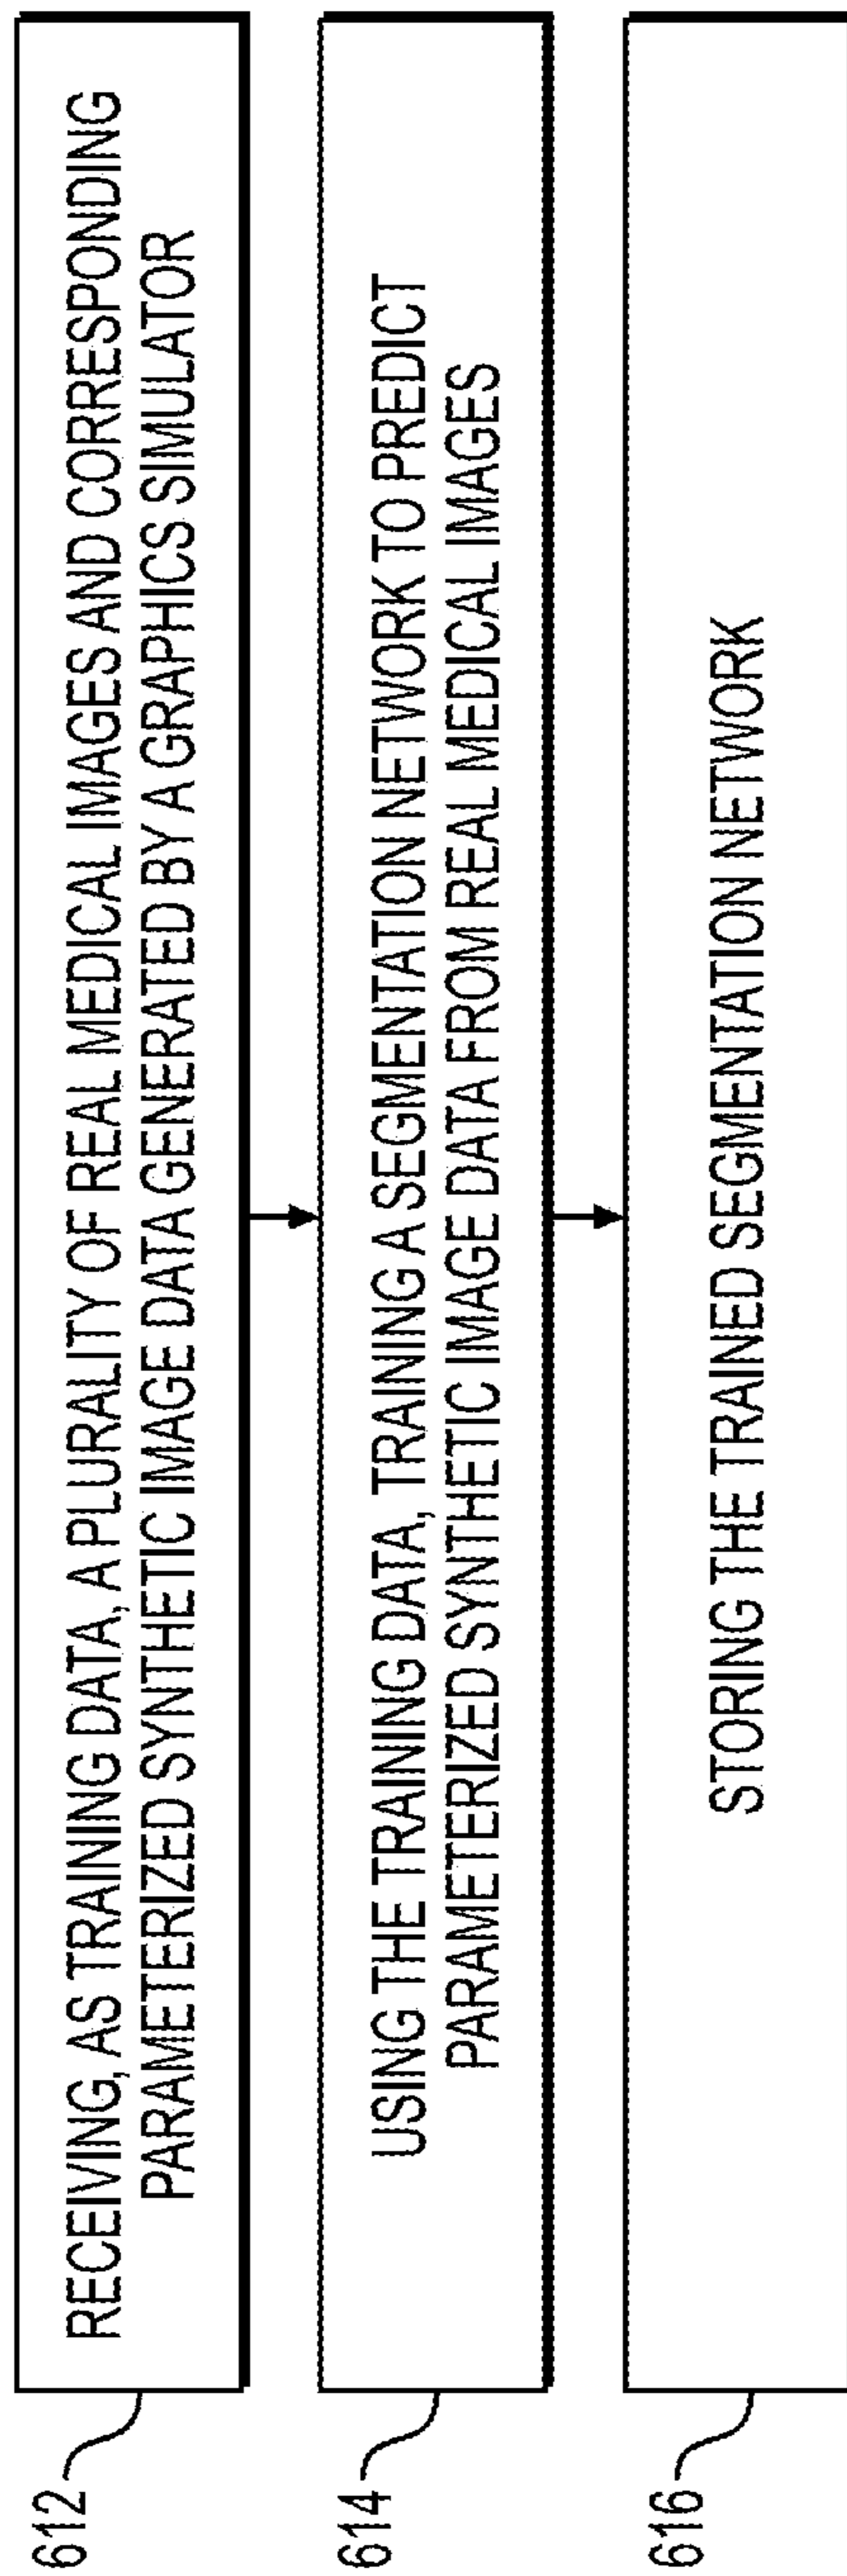 612
RECEIVING, AS TRAINING DATA, A PLURALITY OF REAL MEDICAL IMAGES AND CORRESPONDING
PARAMETERIZED SYNTHETIC IMAGE DATA GENERATED BY A GRAPHICS SIMULATOR
614
USING THE TRAINING DATA, TRAINING A SEGMENTATION NETWORK TO PREDICT
PARAMETERIZED SYNTHETIC IMAGE DATA FROM REAL MEDICAL IMAGES
616
STORING THE TRAINED SEGMENTATION NETWORK